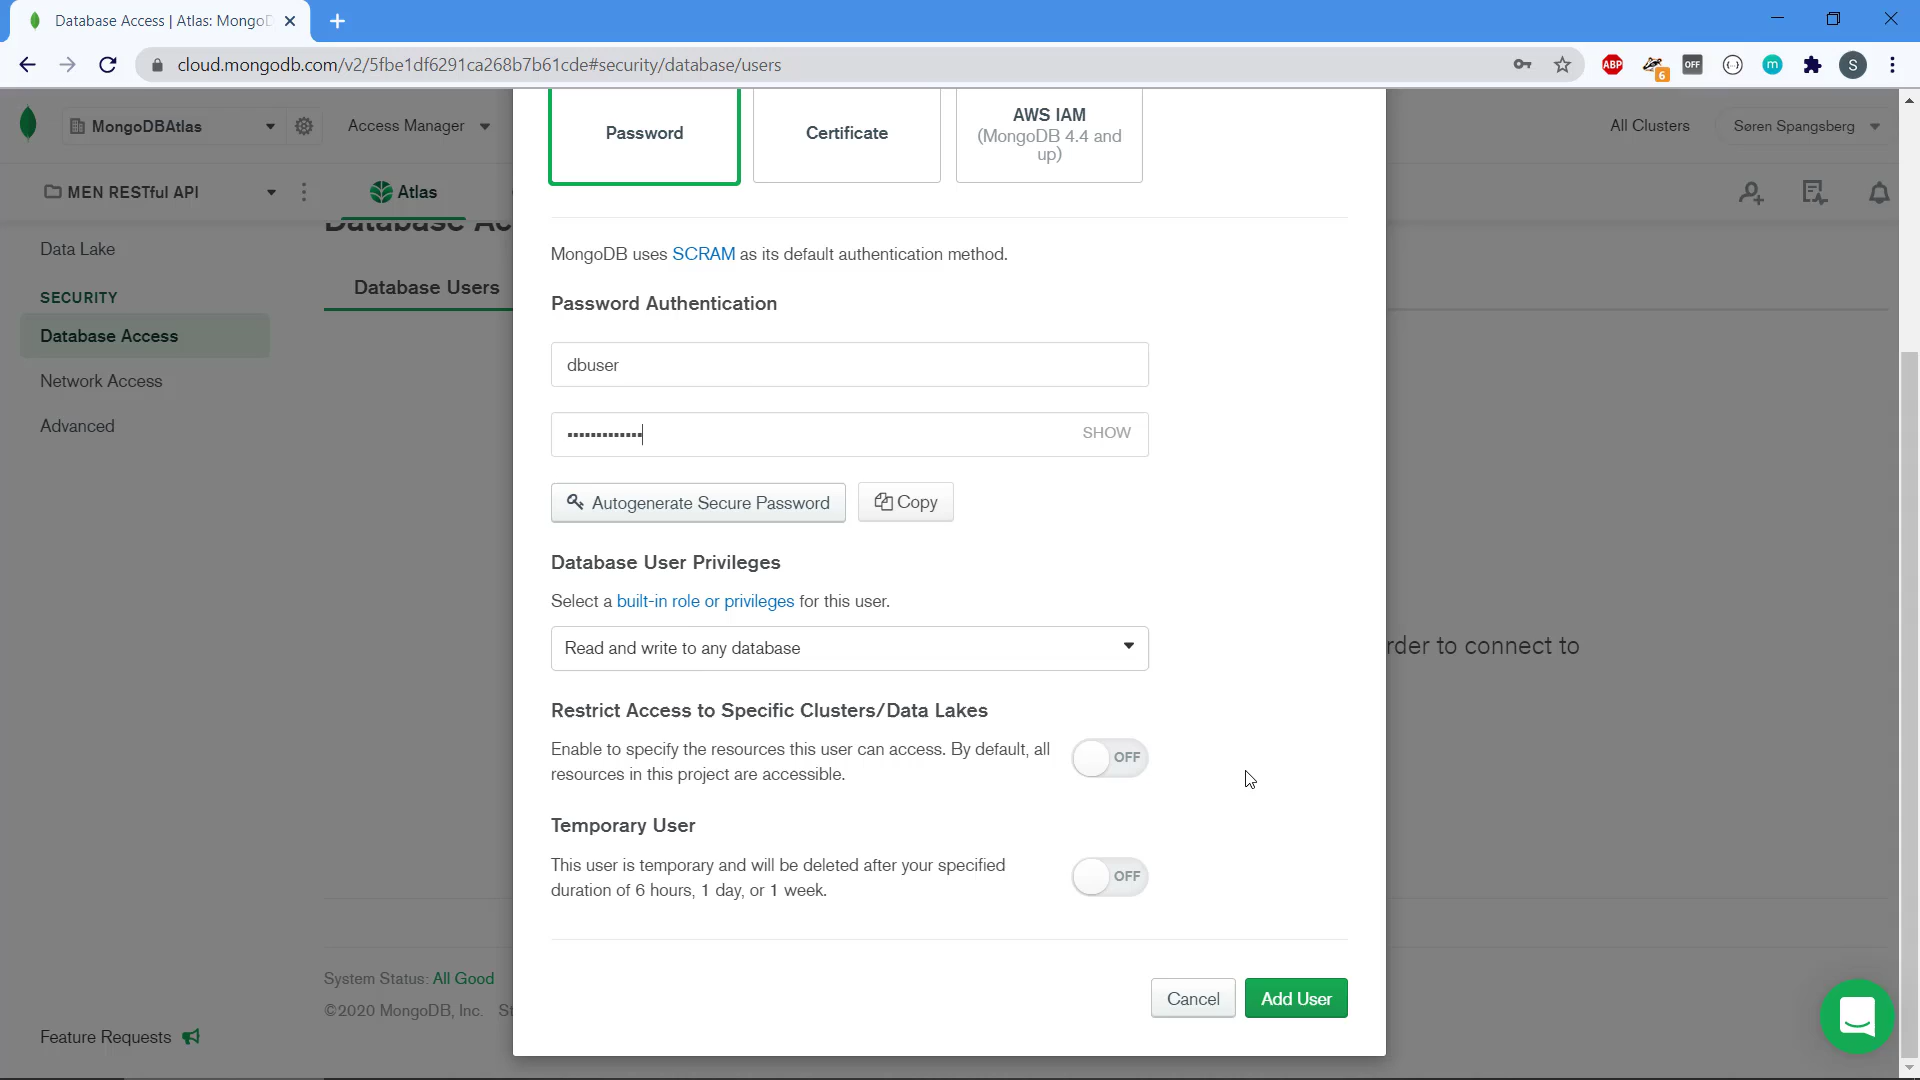 Database Access | Atlas: MongoD
cloud.mongodb.com/v2/5fbe1df6291ca268b7b61cde#security/database/users
ABP
6
OFF
m
S
MongoDBAtlas
Access Manager
All Clusters
Søren Spangsberg
MEN RESTful API
Atlas
Database Ac
Data Lake
SECURITY
Database Access
Network Access
Advanced
Database Users
Password
Certificate
AWS IAM
(MongoDB 4.4 and
up)
MongoDB uses SCRAM as its default authentication method.
Password Authentication
dbuser
•••••••••••••
SHOW
Autogenerate Secure Password
Copy
Database User Privileges
Select a built-in role or privileges for this user.
Read and write to any database
rder to connect to
Restrict Access to Specific Clusters/Data Lakes
Enable to specify the resources this user can access. By default, all
resources in this project are accessible.
OFF
Temporary User
This user is temporary and will be deleted after your specified
duration of 6 hours, 1 day, or 1 week.
OFF
Cancel
Add User
System Status: All Good
©2020 MongoDB, Inc.
St
Feature Requests